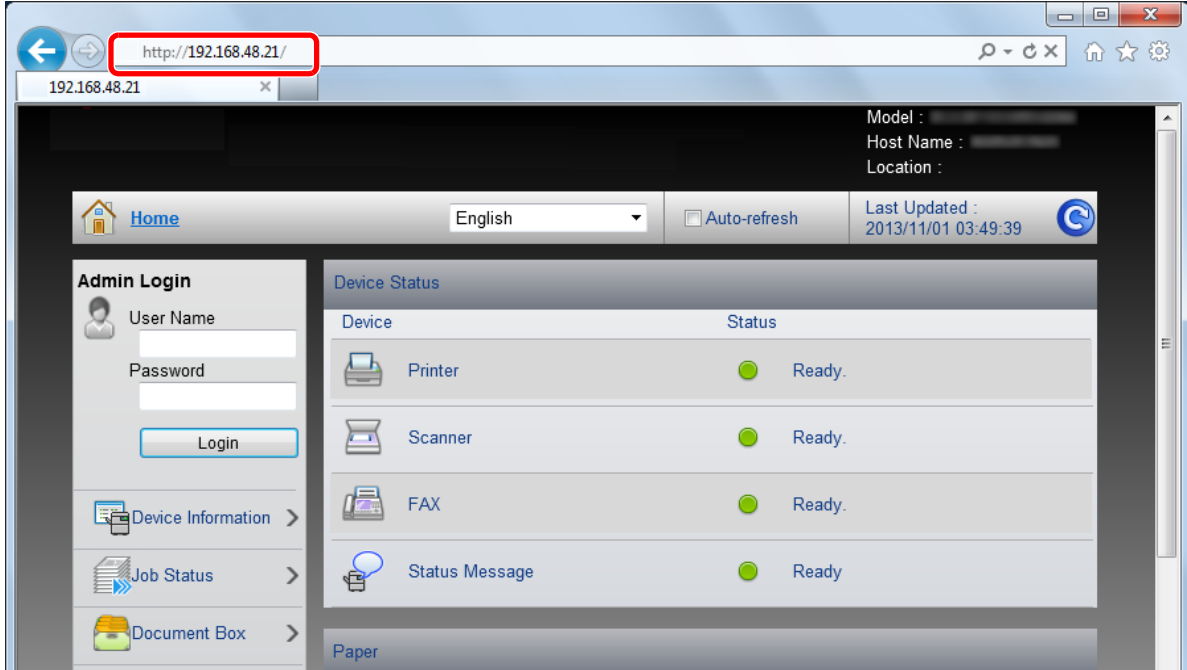 http://192.168.48.21/
192.168.48.21
Model :
Host Name :
Location :
Home
English
Auto-refresh
Last Updated :
2013/11/01 03:49:39
Admin Login
User Name
Password
Login
Device Information
Job Status
Document Box
Device Status
Device Status
Printer Ready.
Scanner Ready.
FAX Ready.
Status Message Ready
Paper